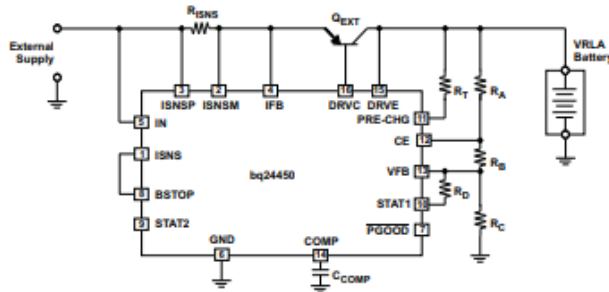 RISNS
QEXT
External
Supply
VRLA
Battery
3 2 4 16 15
ISNSP ISNSM IFB DRVC DRVE
RT
RA
PRE-CHG 11
5 IN
CE 12
1 ISNS
RB
bq24450
VFB 13
8 BSTOP
RD
STAT1 10
9 STAT2
RC
PGOOD 7
GND COMP
6 14
CCOMP